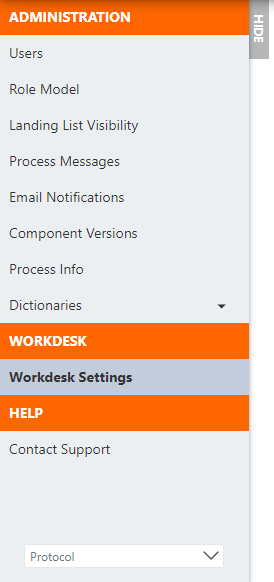 ADMINISTRATION
HIDE
Users
Role Model
Landing List Visibility
Process Messages
Email Notifications
Component Versions
Process Info
Dictionaries
WORKDESK
Workdesk Settings
HELP
Contact Support
Protocol